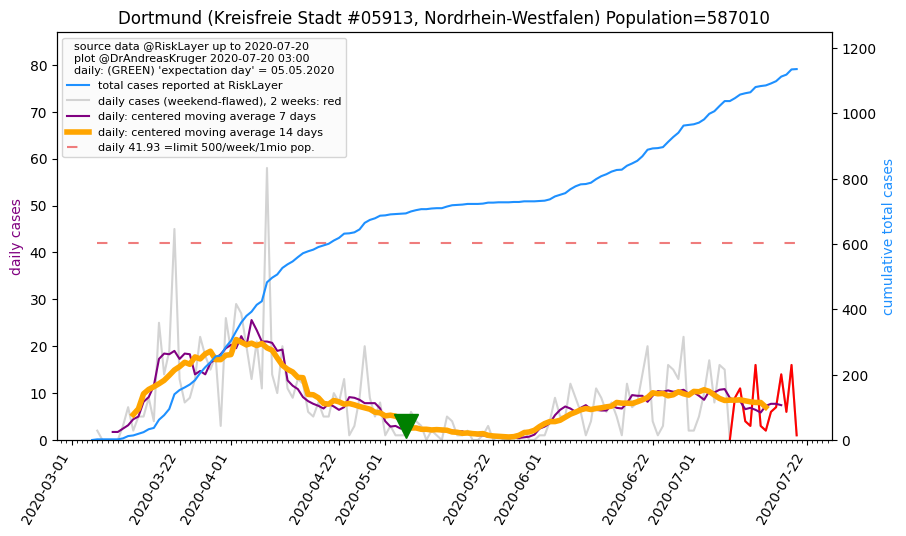 Dortmund (Kreisfreie Stadt #05913, Nordrhein-Westfalen) Population=587010
source data @RiskLayer up to 2020-07-20
plot @DrAndreasKruger 2020-07-20 03:00
daily: (GREEN) 'expectation day' = 05.05.2020
total cases reported at RiskLayer
daily cases (weekend-flawed), 2 weeks: red
daily: centered moving average 7 days
daily: centered moving average 14 days
daily 41.93 =limit 500/week/1mio pop.
daily cases
80
70
60
50
40
30
20
10
0
1200
1000
800
600
400
200
0
cumulative total cases
2020-03-01
2020-03-22
2020-04-01
2020-04-22
2020-05-01
2020-05-22
2020-06-01
2020-06-22
2020-07-01
2020-07-22